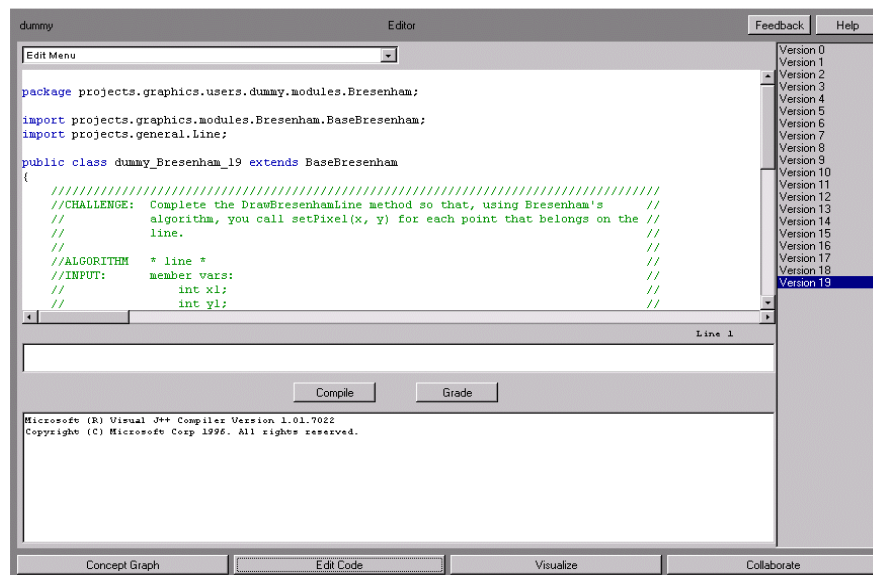 dummy Editor Feedback Help
Edit Menu
package projects.graphics.users.dummy.modules.Bresenham;
import projects.graphics.modules.Bresenham.BaseBresenham;
import projects.general.Line;
public class dummy_Bresenham_19 extends BaseBresenham
{
//////////////////////////////////////////////////////////////////////////////////////
//CHALLENGE: Complete the DrawBresenhamLine method so that, using Bresenham's //
// algorithm, you call setPixel(x, y) for each point that belongs on the //
// line. //
// //
//ALGORITHM * line * //
//INPUT: member vars: //
// int x1; //
// int y1; //
Line 1
Compile Grade
Microsoft (R) Visual J++ Compiler Version 1.01.7022
Copyright (C) Microsoft Corp 1996. All rights reserved.
Version 0
Version 1
Version 2
Version 3
Version 4
Version 5
Version 6
Version 7
Version 8
Version 9
Version 10
Version 11
Version 12
Version 13
Version 14
Version 15
Version 16
Version 17
Version 18
Version 19
Concept Graph Edit Code Visualize Collaborate